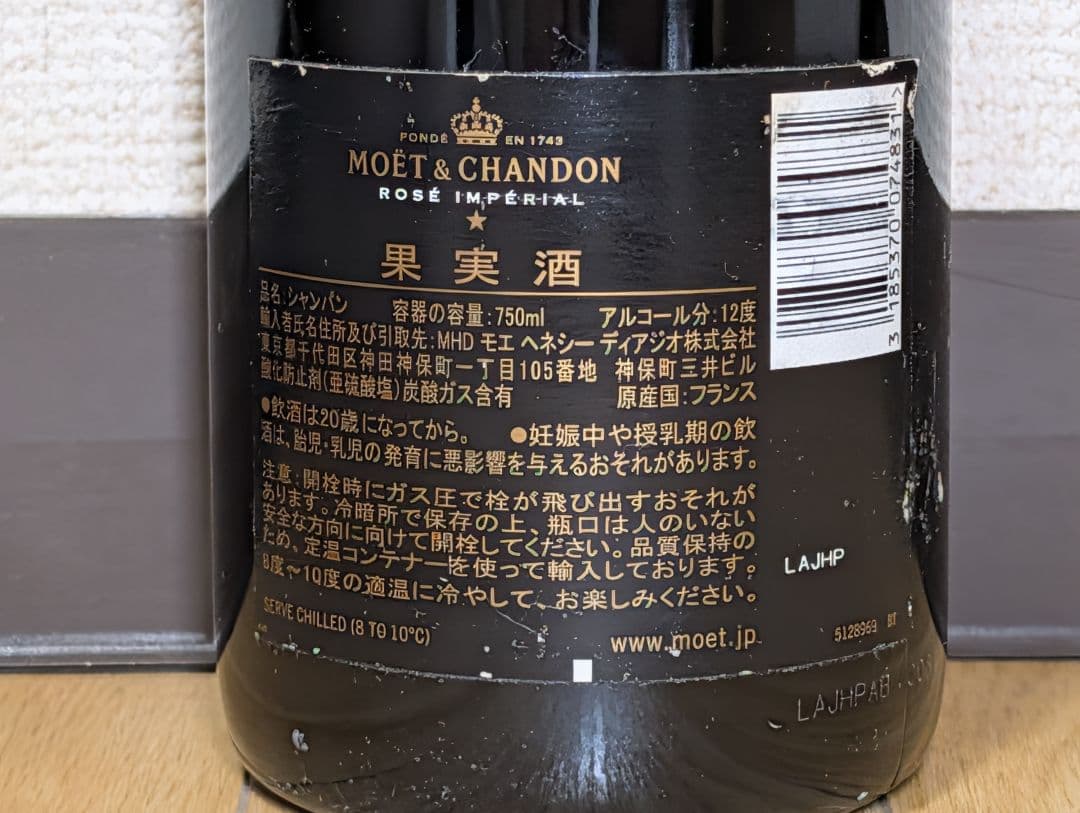 FONDÉ EN 1743
MOËT & CHANDON
ROSÉ IMPÉRIAL
果実酒
品名:シャンパン 容器の容量:750ml アルコール分:12度
輸入者氏名住所及び引取先:MHD モエ ヘネシー ディアジオ株式会社
東京都千代田区神田神保町一丁目105番地 神保町三井ビル
酸化防止剤(亜硫酸塩)炭酸ガス含有 原産国:フランス
●飲酒は20歳になってから。 ●妊娠中や授乳期の飲
酒は、胎児・乳児の発育に悪影響を与えるおそれがあります。
注意:開栓時にガス圧で栓が飛び出すおそれが
あります。冷暗所で保存の上、瓶口は人のいない
安全な方向に向けて開栓してください。品質保持の
ため、定温コンテナーを使って輸入しております。
8度〜10度の適温に冷やして、お楽しみください。
SERVE CHILLED (8 TO 10°C)
www.moet.jp
3 185370 074831 >
LAJHP
5128969 BT
LAJHPAB